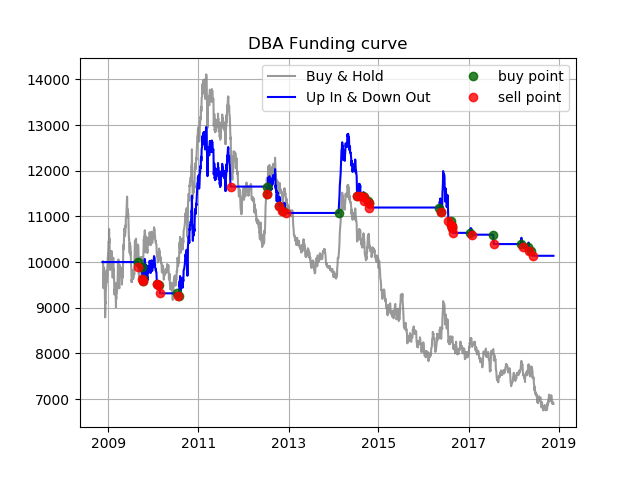 DBA Funding curve
14000
13000
12000
11000
10000
9000
8000
7000
Buy & Hold
Up In & Down Out
buy point
sell point
2009 2011 2013 2015 2017 2019